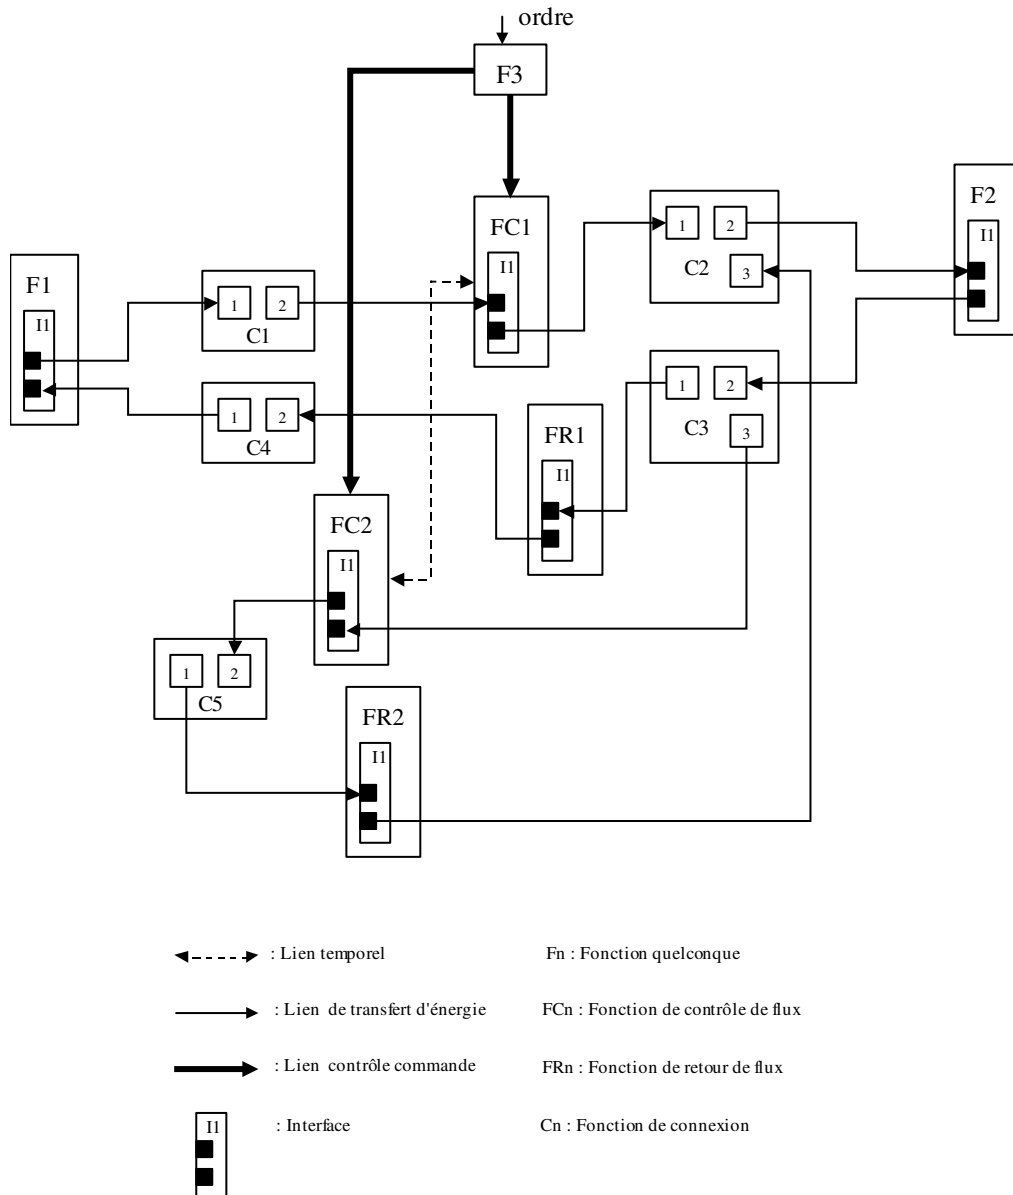 ordre
F3
F2
I1
FC1
I1
1 2
C2
3
F1
I1
1 2
C1
1 2
C3
3
1 2
C4
FR1
I1
FC2
I1
1 2
C5
FR2
I1
: Lien temporel
Fn : Fonction quelconque
: Lien de transfert d'énergie
FCn : Fonction de contrôle de flux
: Lien contrôle commande
FRn : Fonction de retour de flux
I1
: Interface
Cn : Fonction de connexion